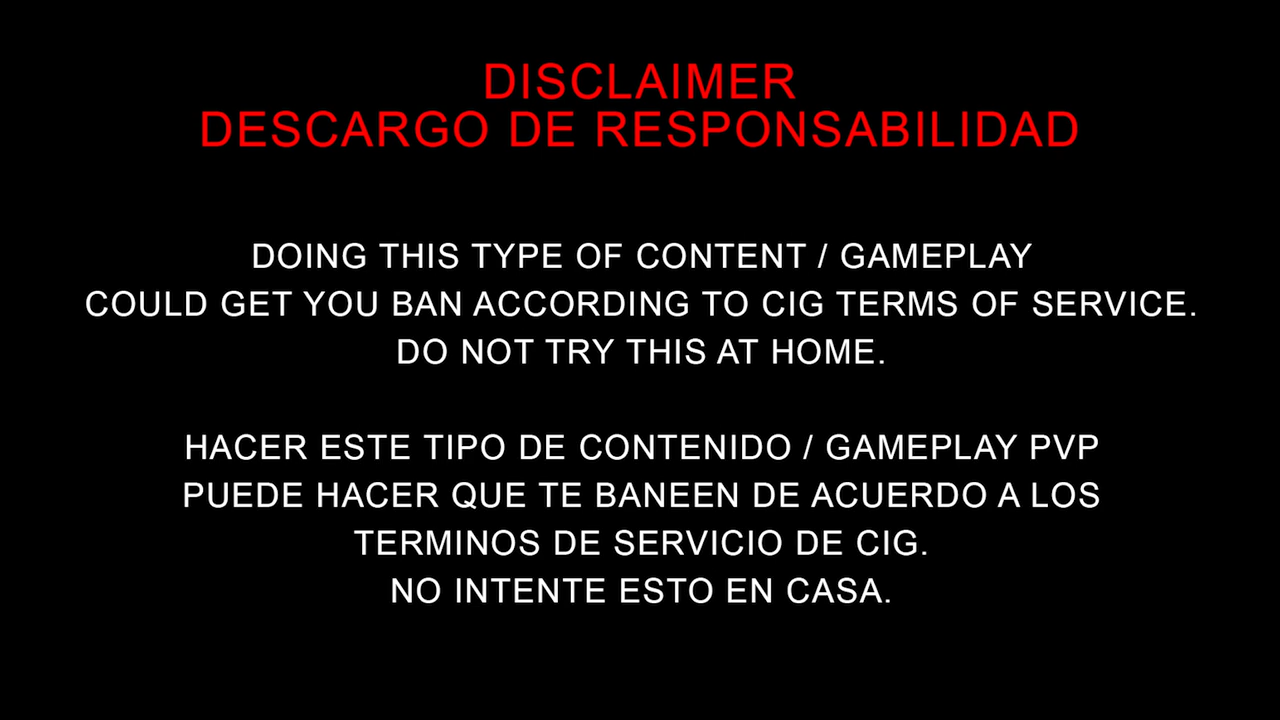 DISCLAIMER
DESCARGO DE RESPONSABILIDAD
DOING THIS TYPE OF CONTENT / GAMEPLAY
COULD GET YOU BAN ACCORDING TO CIG TERMS OF SERVICE.
DO NOT TRY THIS AT HOME.
HACER ESTE TIPO DE CONTENIDO / GAMEPLAY PVP
PUEDE HACER QUE TE BANEEN DE ACUERDO A LOS
TERMINOS DE SERVICIO DE CIG.
NO INTENTE ESTO EN CASA.